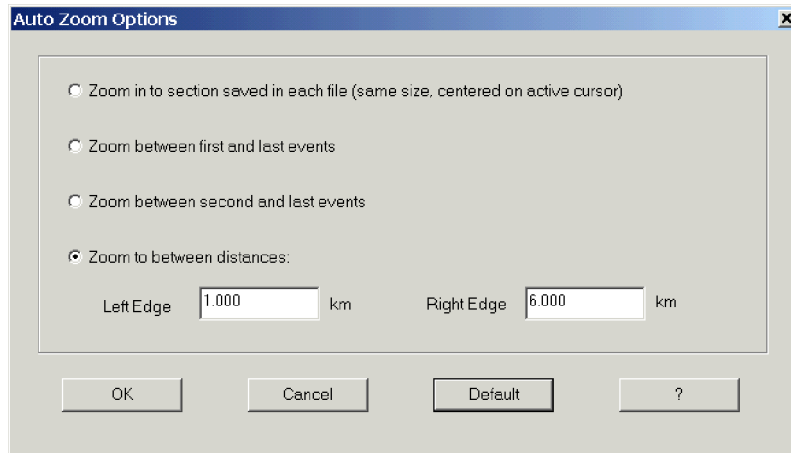 Auto Zoom Options
Zoom in to section saved in each file (same size, centered on active cursor)
Zoom between first and last events
Zoom between second and last events
Zoom to between distances:
Left Edge 1.000 km Right Edge 6.000 km
OK Cancel Default ?